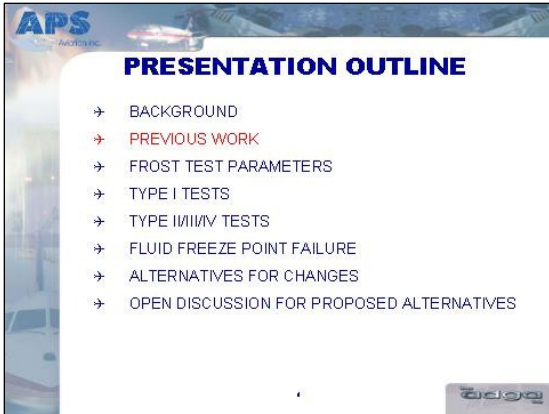 APS
Aviation Inc.
PRESENTATION OUTLINE
BACKGROUND
PREVIOUS WORK
FROST TEST PARAMETERS
TYPE I TESTS
TYPE II/III/IV TESTS
FLUID FREEZE POINT FAILURE
ALTERNATIVES FOR CHANGES
OPEN DISCUSSION FOR PROPOSED ALTERNATIVES